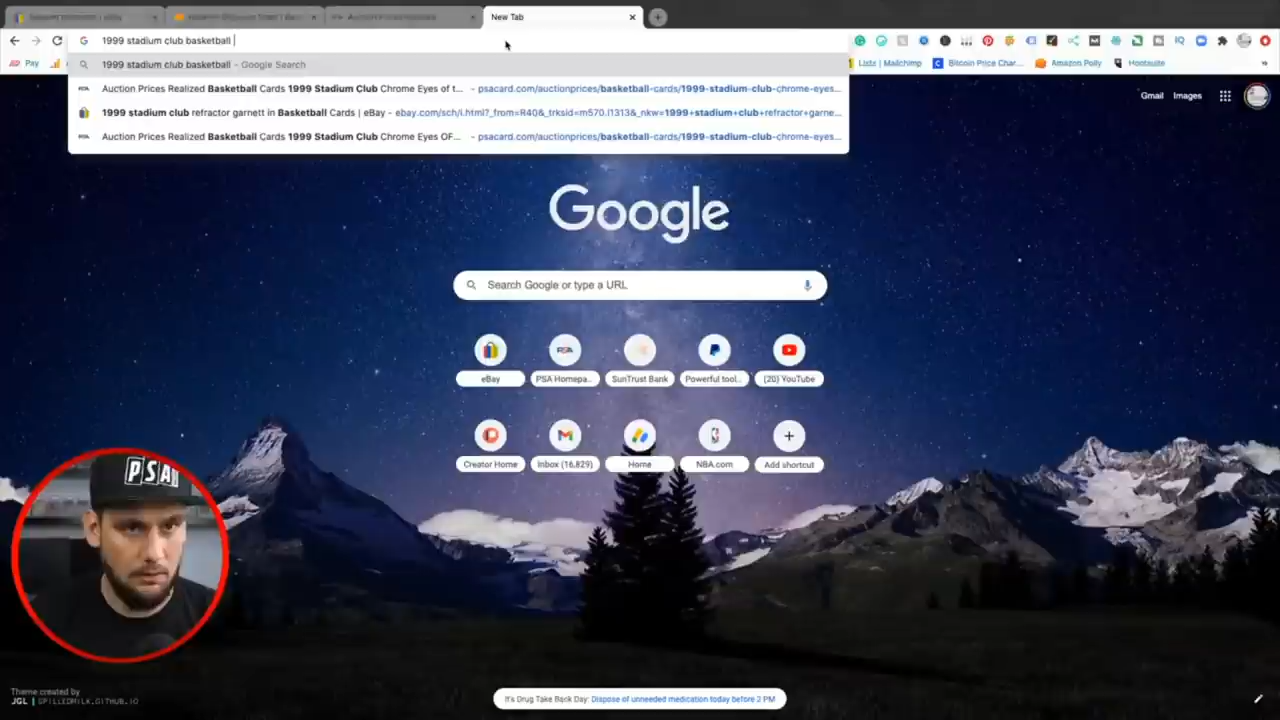 New Tab
1999 stadium club basketball
1999 stadium club basketball - Google Search
Auction Prices Realized Basketball Cards 1999 Stadium Club Chrome Eyes of t... - psacard.com/auctionprices/basketball-cards/1999-stadium-club-chrome-eyes...
1999 stadium club refractor garnett in Basketball Cards | eBay - ebay.com/sch/i.html?_from=R40&_trksid=m570.l1313&_nkw=1999+stadium+club+refractor+garne...
Auction Prices Realized Basketball Cards 1999 Stadium Club Chrome Eyes OF... - psacard.com/auctionprices/basketball-cards/1999-stadium-club-chrome-eyes...
Pay
Lists | Mailchimp
Bitcoin Price Char...
Amazon Polly
Hootsuite
Gmail Images
Google
Search Google or type a URL
PSA
eBay
PSA Homepa...
SunTrust Bank
Powerful tool...
(20) YouTube
Creator Home
Inbox (16,829)
Home
NBA.com
Add shortcut
PSA
Theme created by
JGL | SPILLEDMILK.GITHUB.IO
It's Drug Take Back Day: Dispose of unneeded medication today before 2 PM